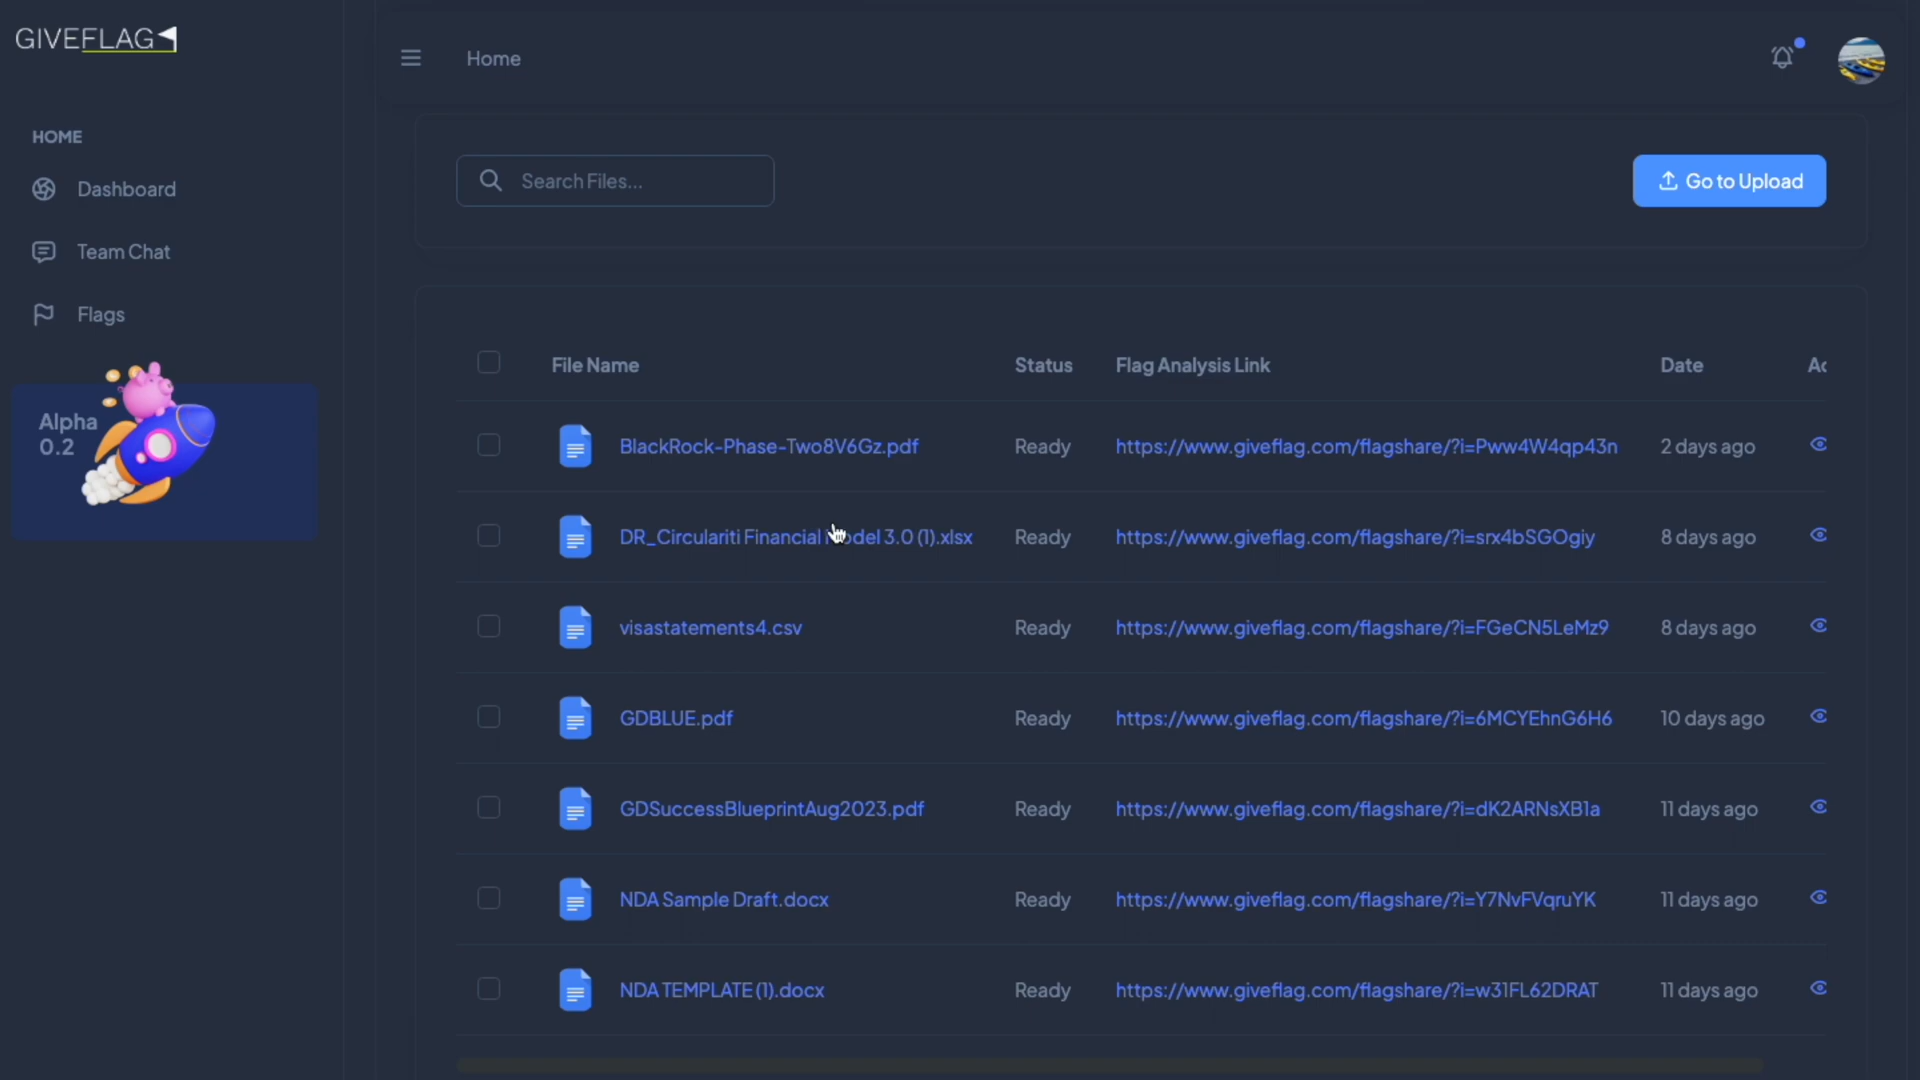 GIVEFLAG
Home
HOME
Dashboard
Team Chat
Flags
Alpha
0.2
Search Files...
Go to Upload
File Name Status Flag Analysis Link Date Ac
BlackRock-Phase-Two8V6Gz.pdf Ready https://www.giveflag.com/flagshare/?i=Pww4W4qp43n 2 days ago
DR_Circulariti Financial Model 3.0 (1).xlsx Ready https://www.giveflag.com/flagshare/?i=srx4bSGOgiy 8 days ago
visastatements4.csv Ready https://www.giveflag.com/flagshare/?i=FGeCN5LeMz9 8 days ago
GDBLUE.pdf Ready https://www.giveflag.com/flagshare/?i=6MCYEhnG6H6 10 days ago
GDSuccessBlueprintAug2023.pdf Ready https://www.giveflag.com/flagshare/?i=dK2ARNsXB1a 11 days ago
NDA Sample Draft.docx Ready https://www.giveflag.com/flagshare/?i=Y7NvFVqruYK 11 days ago
NDA TEMPLATE (1).docx Ready https://www.giveflag.com/flagshare/?i=w31FL62DRAT 11 days ago